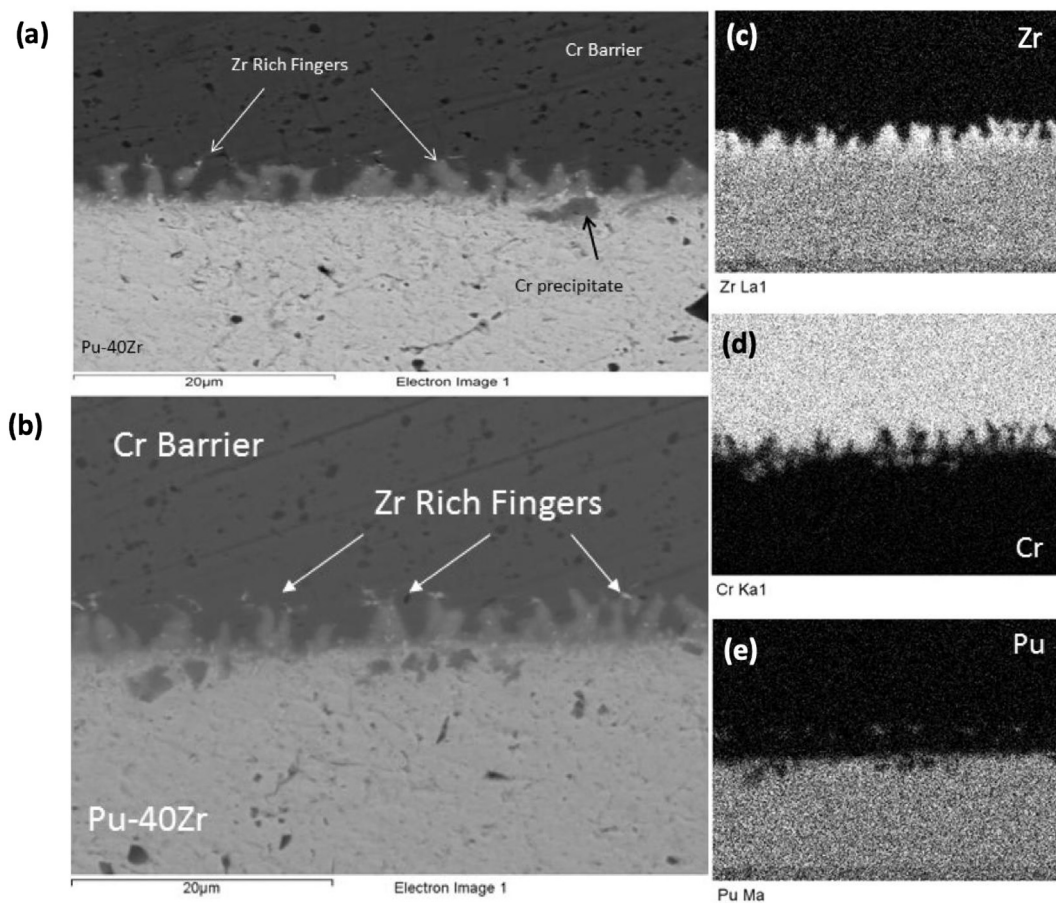 (a)
Zr Rich Fingers
Cr Barrier
Cr precipitate
Pu-40Zr
20μm
Electron Image 1
(b)
Cr Barrier
Zr Rich Fingers
Pu-40Zr
20μm
Electron Image 1
(c)
Zr
Zr La1
(d)
Cr
Cr Ka1
(e)
Pu
Pu Ma